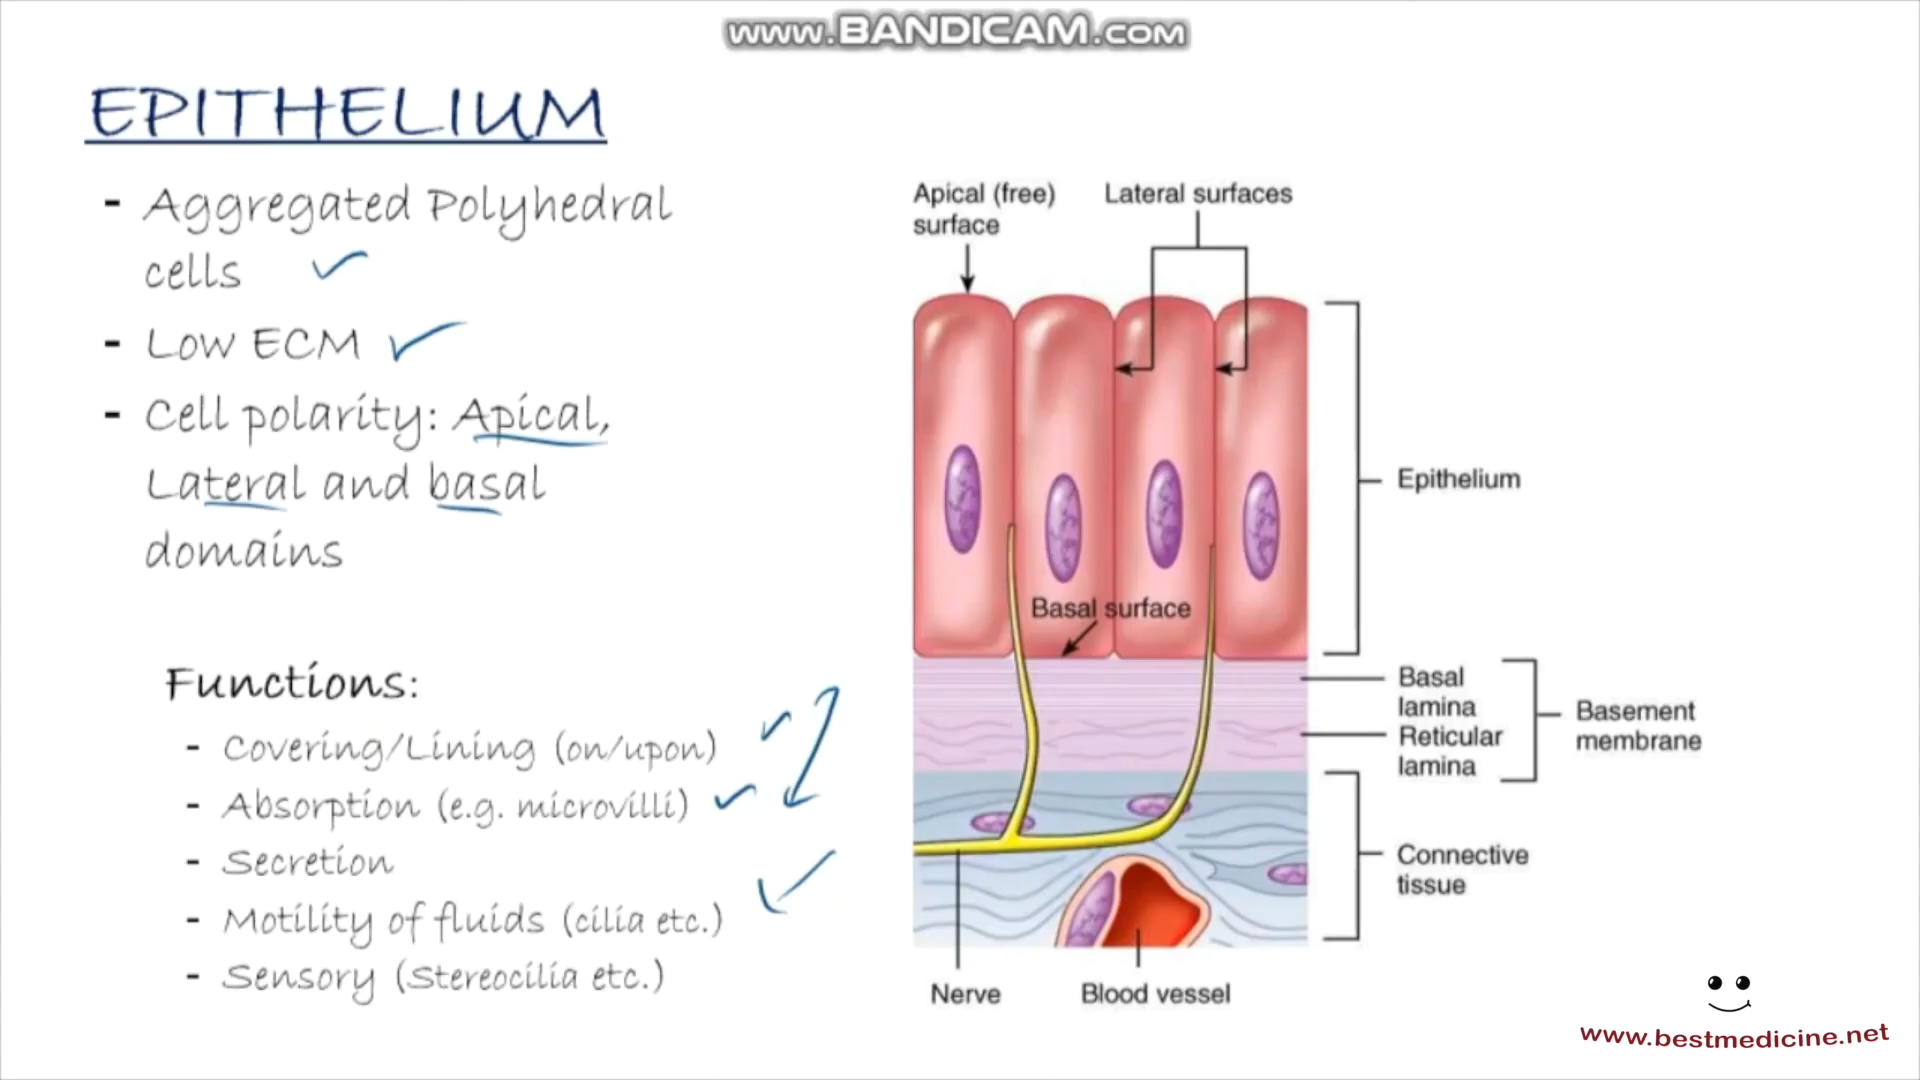 www.BANDICAM.com
EPITHELIUM
- Aggregated Polyhedral
cells
- Low ECM
- Cell polarity: Apical,
Lateral and basal
domains
Functions:
- Covering/Lining (on/upon)
- Absorption (e.g. microvilli)
- Secretion
- Motility of fluids (cilia etc.)
- Sensory (Stereocilia etc.)
Apical (free)
surface
Lateral surfaces
Basal surface
Epithelium
Basal
lamina
Reticular
lamina
Basement
membrane
Connective
tissue
Nerve
Blood vessel
www.bestmedicine.net